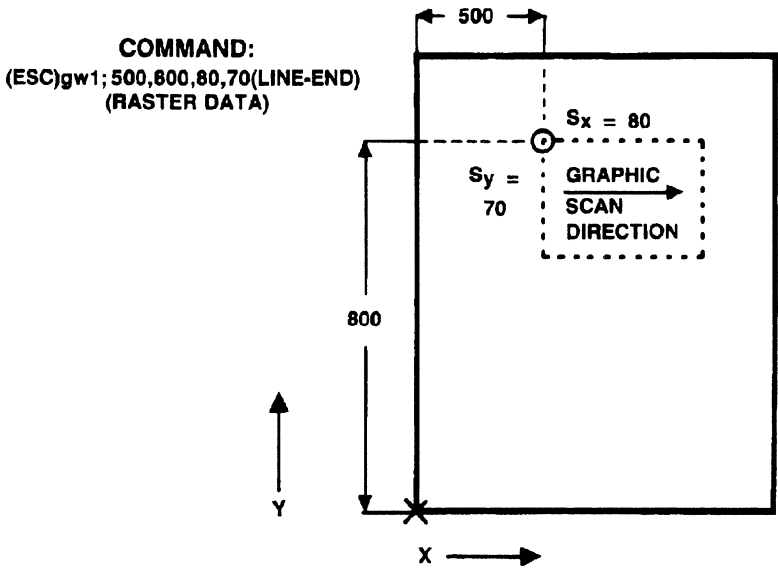 500
COMMAND:
(ESC)gw1; 500,800,80,70(LINE-END)
(RASTER DATA)
Sx = 80
Sy =
70
GRAPHIC
SCAN
DIRECTION
800
Y
X